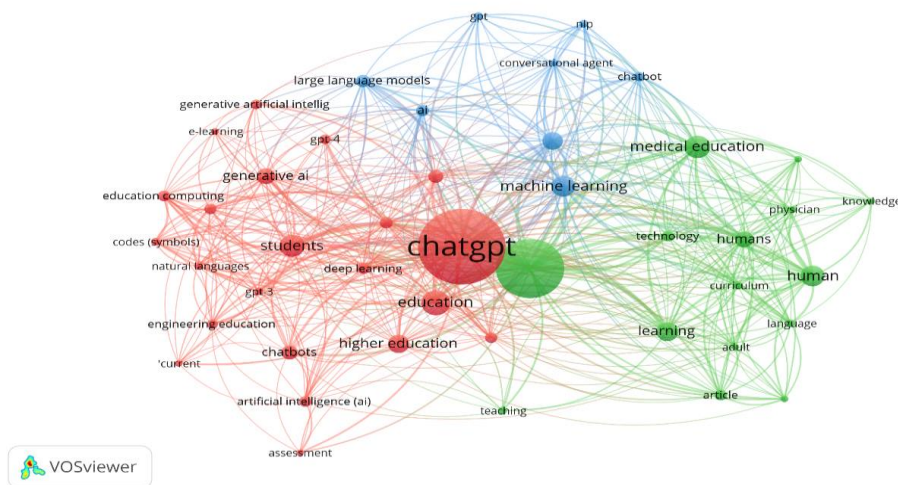 gpt
nlp
conversational agent
chatbot
large language models
generative artificial intellig
ai
e-learning
gpt-4
medical education
generative ai
machine learning
education computing
knowledge
physician
codes (symbols)
students
chatgpt
technology
humans
natural languages
deep learning
human
gpt-3
curriculum
education
engineering education
language
learning
chatbots
higher education
adult
'current
article
artificial intelligence (ai)
teaching
assessment
VOSviewer